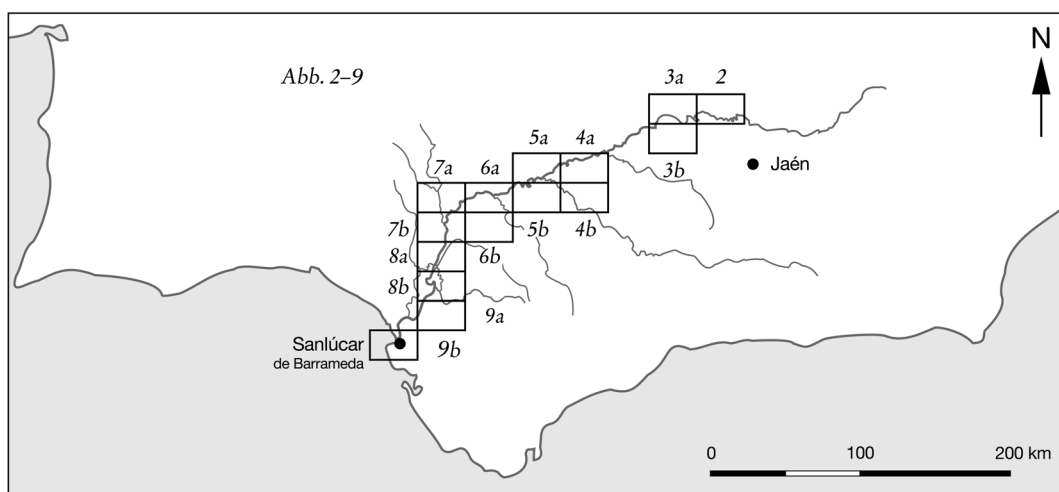 N
Abb. 2–9
3a
2
5a
4a
Jaén
7a
6a
3b
7b
5b
4b
8a
6b
8b
9a
Sanlúcar
de Barrameda
9b
0
100
200 km